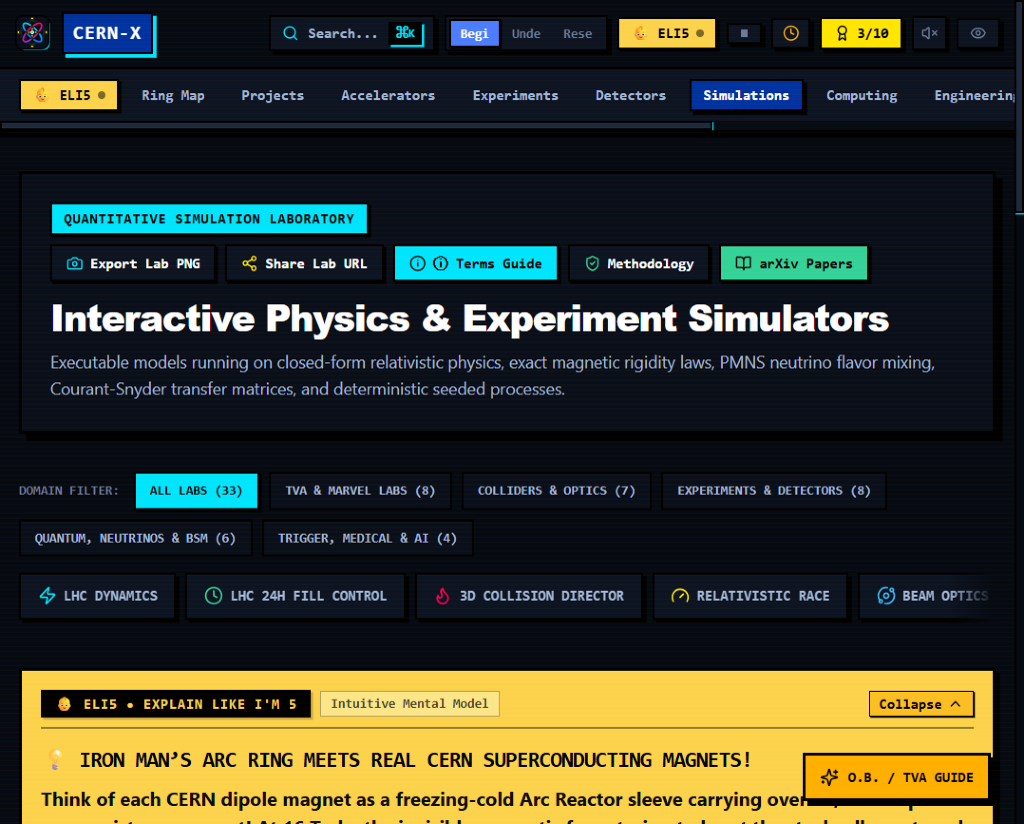 CERN-X
Search... ⌘K
Begi Unde Rese
ELI5
3/10
ELI5 Ring Map Projects Accelerators Experiments Detectors Simulations Computing Engineering
QUANTITATIVE SIMULATION LABORATORY
Export Lab PNG Share Lab URL Terms Guide Methodology arXiv Papers
Interactive Physics & Experiment Simulators
Executable models running on closed-form relativistic physics, exact magnetic rigidity laws, PMNS neutrino flavor mixing,
Courant-Snyder transfer matrices, and deterministic seeded processes.
DOMAIN FILTER: ALL LABS (33) TVA & MARVEL LABS (8) COLLIDERS & OPTICS (7) EXPERIMENTS & DETECTORS (8)
QUANTUM, NEUTRINOS & BSM (6) TRIGGER, MEDICAL & AI (4)
LHC DYNAMICS LHC 24H FILL CONTROL 3D COLLISION DIRECTOR RELATIVISTIC RACE BEAM OPTICS
ELI5 • EXPLAIN LIKE I'M 5 Intuitive Mental Model Collapse
IRON MAN’S ARC RING MEETS REAL CERN SUPERCONDUCTING MAGNETS!
O.B. / TVA GUIDE
Think of each CERN dipole magnet as a freezing-cold Arc Reactor sleeve carrying